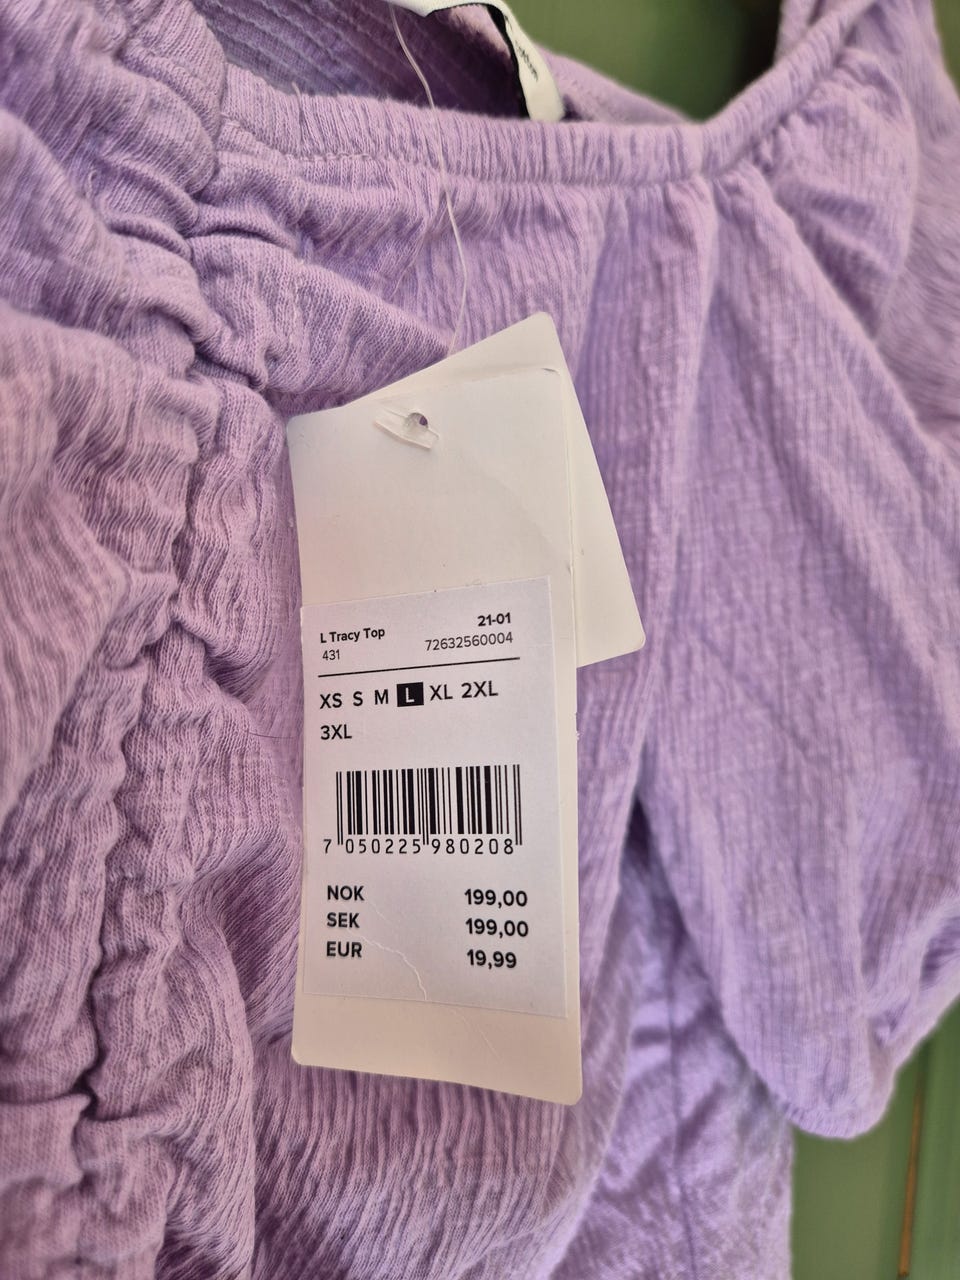 L Tracy Top 21-01
431 72632560004
XS S M L XL 2XL
3XL
7 050225 980208
NOK 199,00
SEK 199,00
EUR 19,99